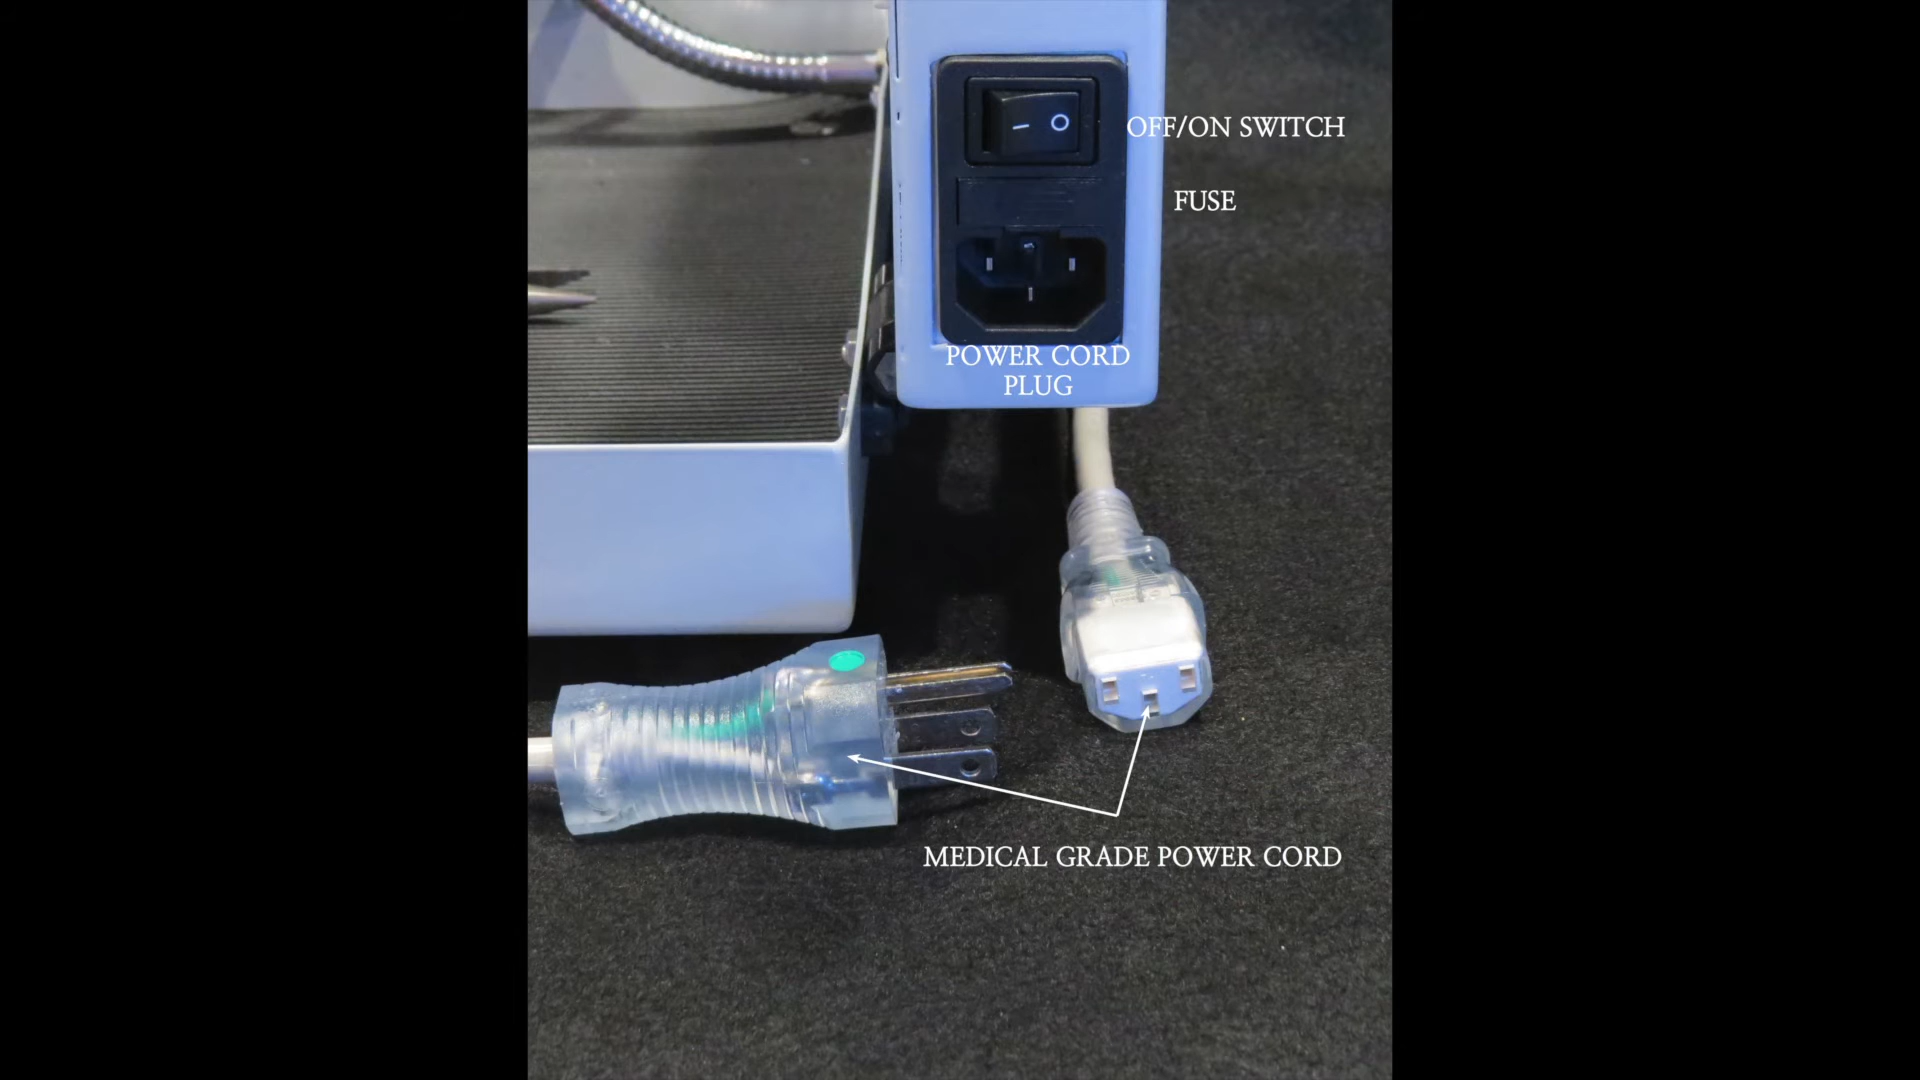 OFF/ON SWITCH
FUSE
POWER CORD
PLUG
MEDICAL GRADE POWER CORD